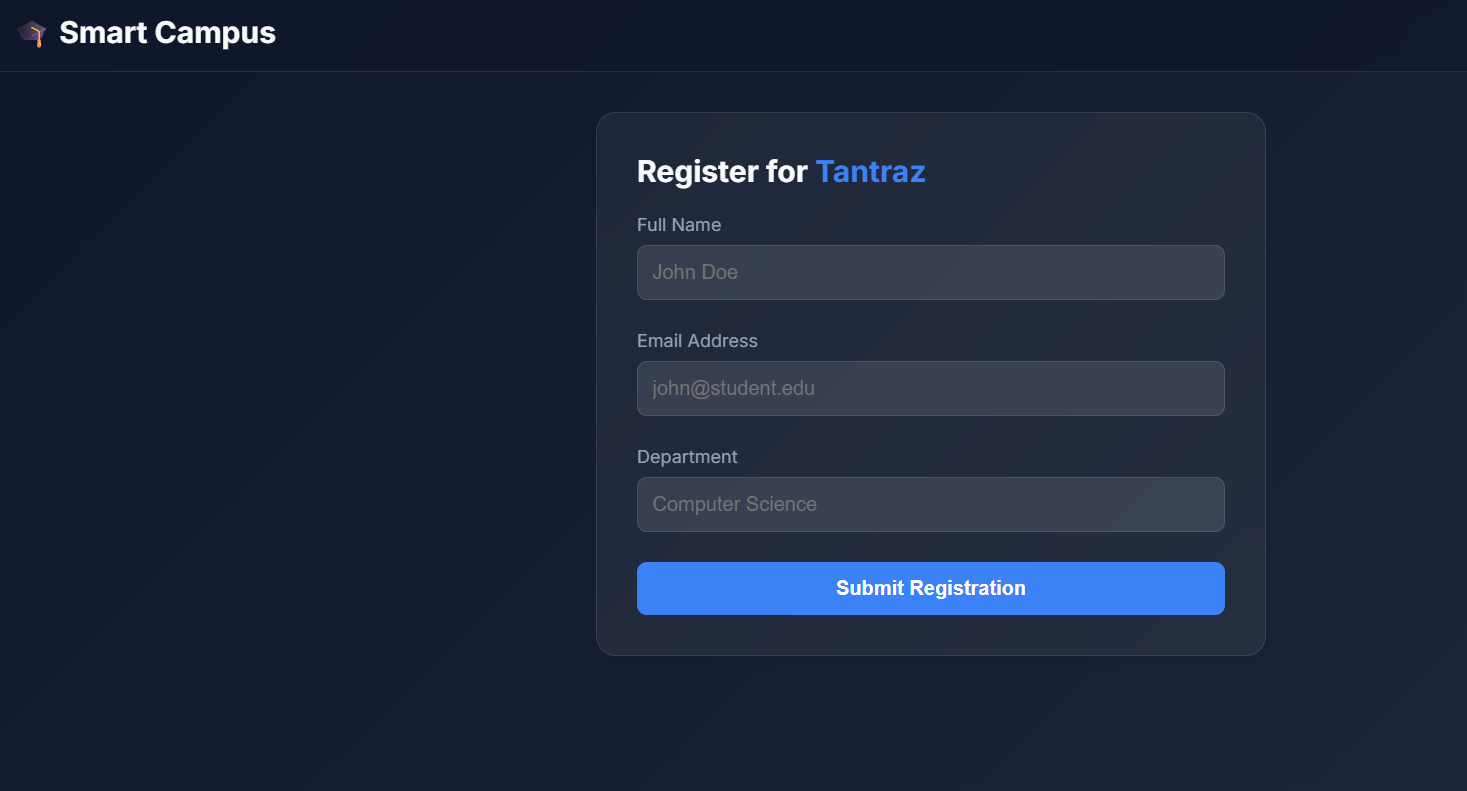 Smart Campus
Register for Tantraz
Full Name
John Doe
Email Address
john@student.edu
Department
Computer Science
Submit Registration